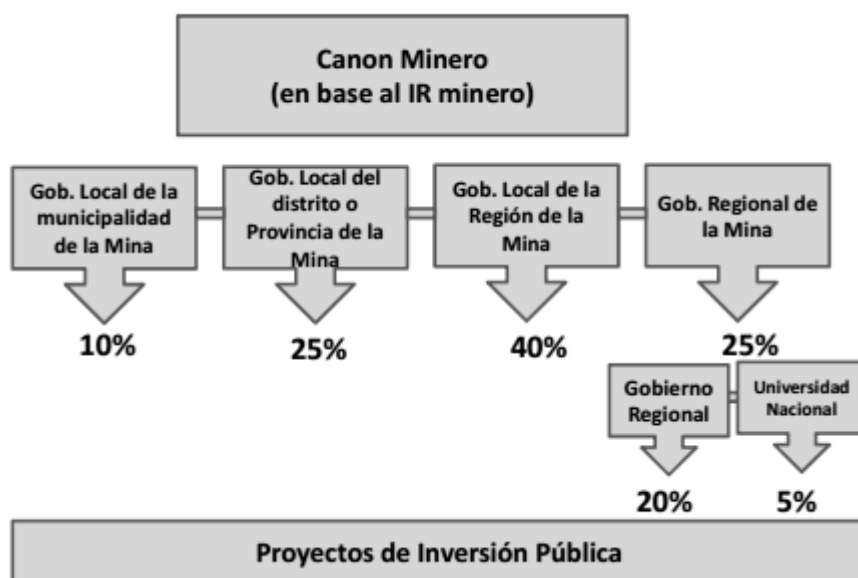 Canon Minero
(en base al IR minero)
Gob. Local de la
municipalidad
de la Mina
Gob. Local del
distrito o
Provincia de la
Mina
Gob. Local de la
Región de la
Mina
Gob. Regional de
la Mina
10%
25%
40%
25%
Gobierno
Regional
Universidad
Nacional
20%
5%
Proyectos de Inversión Pública